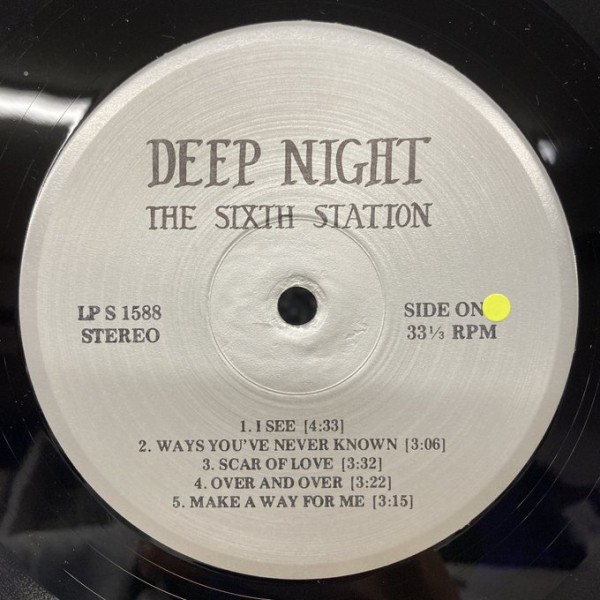 DEEP NIGHT
THE SIXTH STATION
LP S 1588
STEREO
SIDE ON
33⅓ RPM
1. I SEE [4:33]
2. WAYS YOU'VE NEVER KNOWN [3:06]
3. SCAR OF LOVE [3:32]
4. OVER AND OVER [3:22]
5. MAKE A WAY FOR ME [3:15]